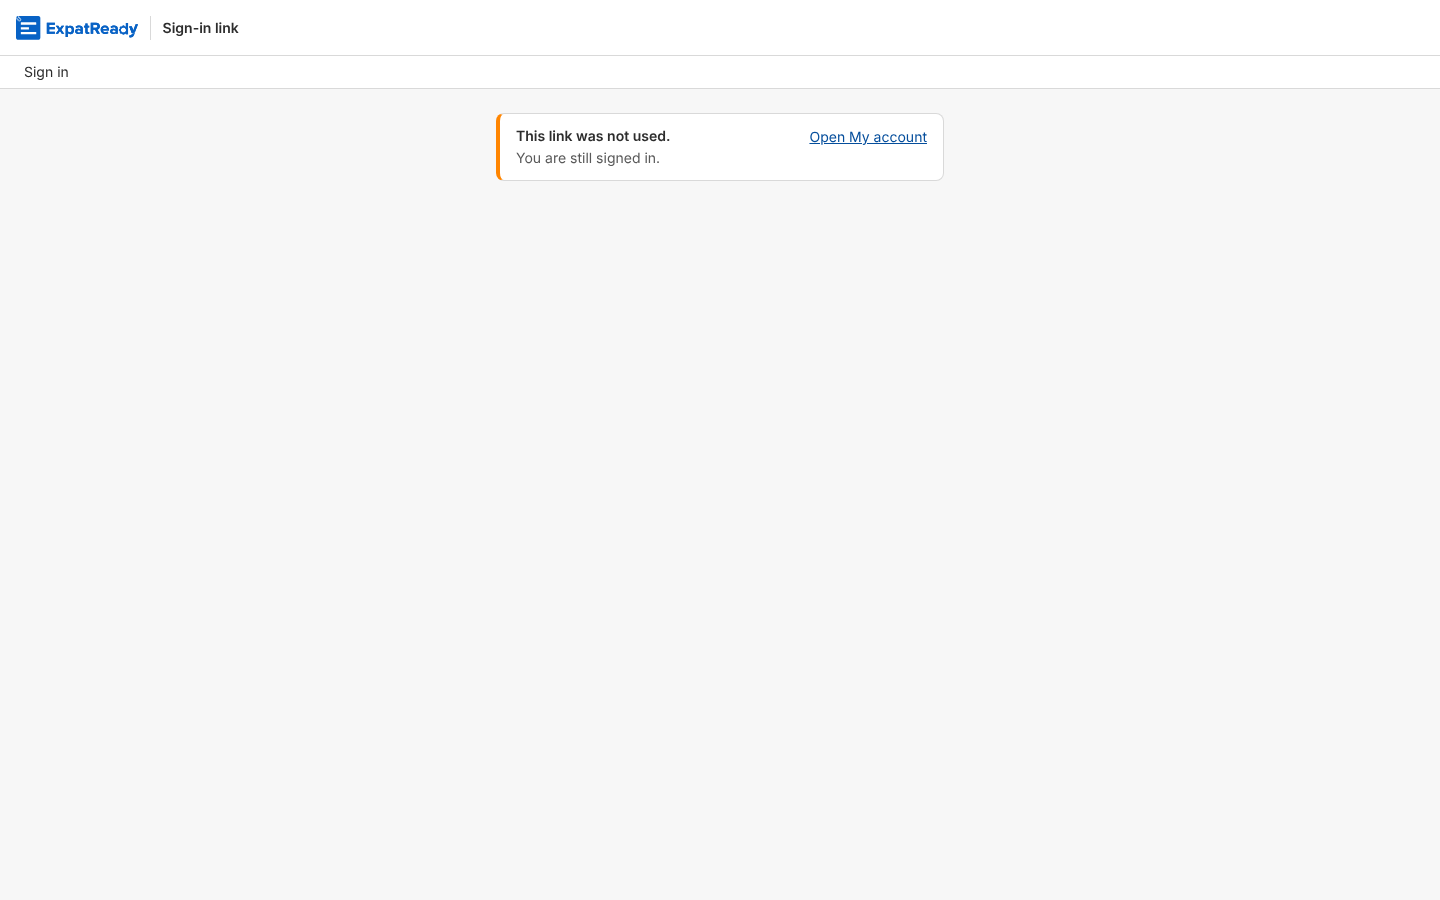 ExpatReady
Sign-in link
Sign in
This link was not used.
Open My account
You are still signed in.